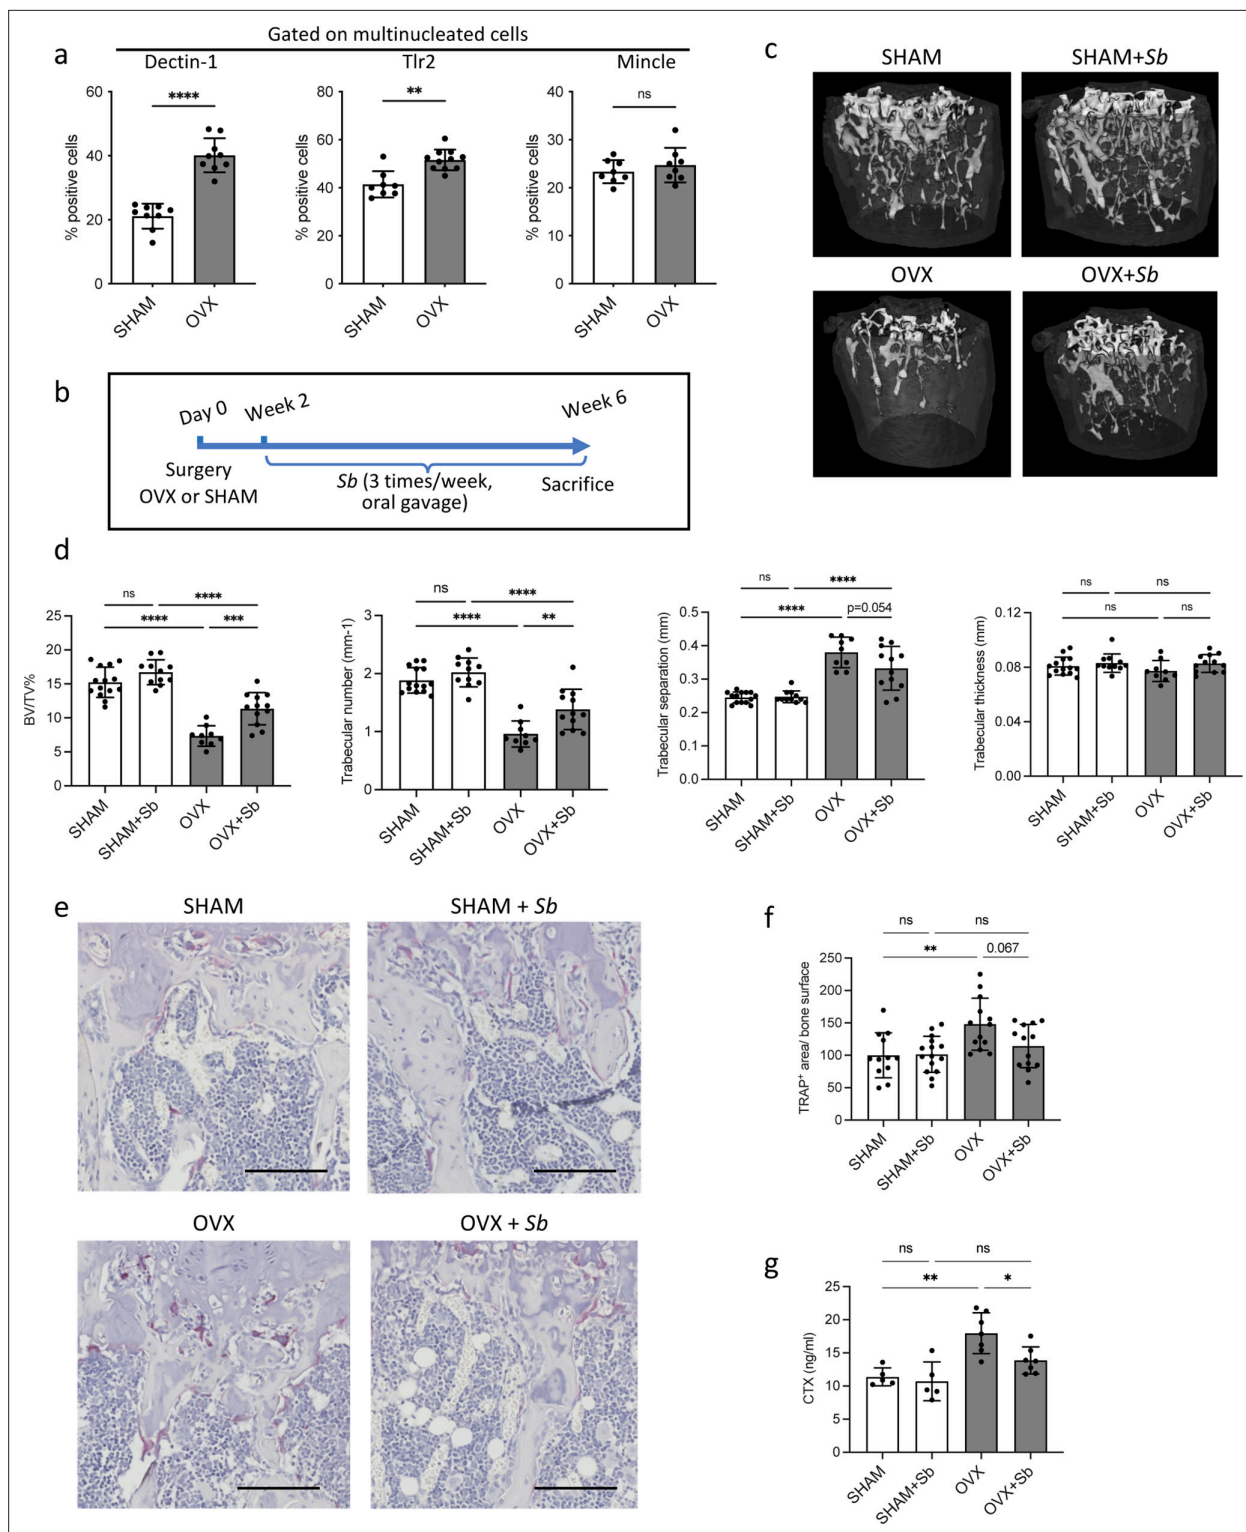 a
Gated on multinucleated cells
Dectin-1
Tlr2
Mincle
60
40
20
0
% positive cells
****
SHAM
OVX
80
60
40
20
0
% positive cells
**
SHAM
OVX
40
30
20
10
0
% positive cells
ns
SHAM
OVX
b
Day 0
Week 2
Week 6
Surgery
OVX or SHAM
Sb (3 times/week,
oral gavage)
Sacrifice
c
SHAM
SHAM+Sb
OVX
OVX+Sb
d
ns
****
****
***
25
20
15
10
5
0
BV/TV%
SHAM
SHAM+Sb
OVX
OVX+Sb
ns
****
****
**
3
2
1
0
Trabecular number (mm-1)
SHAM
SHAM+Sb
OVX
OVX+Sb
ns
****
****
p=0.054
0.5
0.4
0.3
0.2
0.1
0.0
Trabecular separation (mm)
SHAM
SHAM+Sb
OVX
OVX+Sb
ns
ns
ns
ns
0.12
0.08
0.04
0.00
Trabecular thickness (mm)
SHAM
SHAM+Sb
OVX
OVX+Sb
e
SHAM
SHAM + Sb
OVX
OVX + Sb
f
ns
ns
**
0.067
250
200
150
100
50
0
TRAP⁺ area/ bone surface
SHAM
SHAM+Sb
OVX
OVX+Sb
g
ns
ns
**
*
25
20
15
10
5
0
CTX (ng/ml)
SHAM
SHAM+Sb
OVX
OVX+Sb